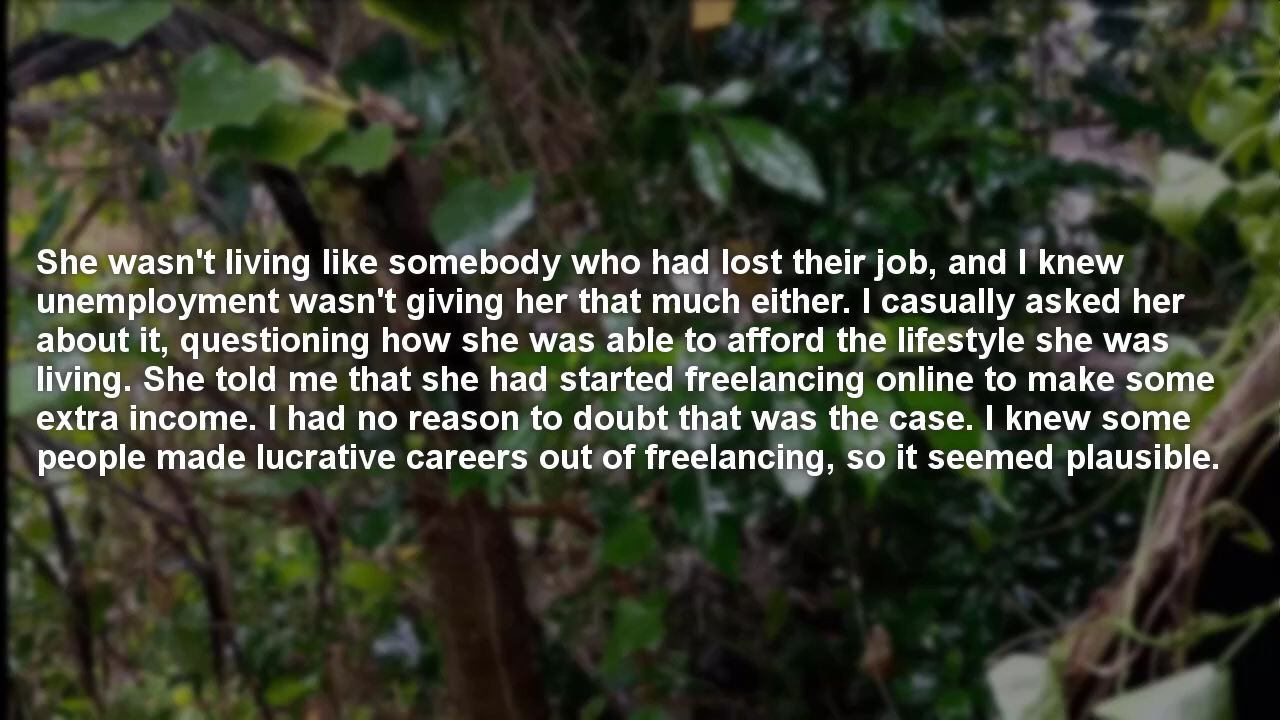 She wasn't living like somebody who had lost their job, and I knew
unemployment wasn't giving her that much either. I casually asked her
about it, questioning how she was able to afford the lifestyle she was
living. She told me that she had started freelancing online to make some
extra income. I had no reason to doubt that was the case. I knew some
people made lucrative careers out of freelancing, so it seemed plausible.